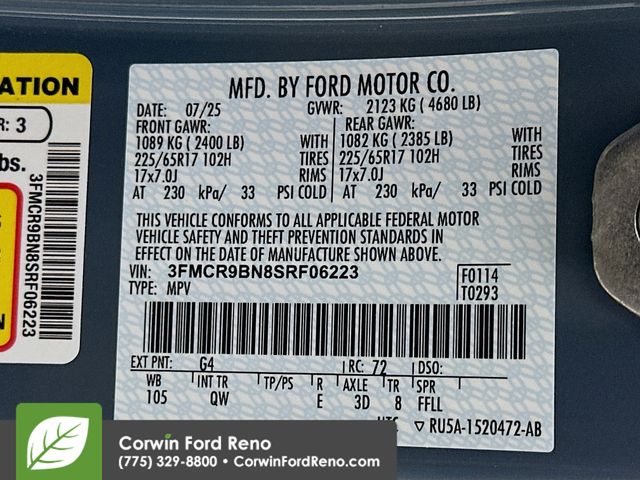 ATION
R: 3
bs.
3FMCR9BN8SRF06223
N
MFD. BY FORD MOTOR CO.
DATE: 07/25 GVWR: 2123 KG ( 4680 LB)
FRONT GAWR: REAR GAWR:
1089 KG ( 2400 LB) WITH 1082 KG ( 2385 LB) WITH
225/65R17 102H TIRES 225/65R17 102H TIRES
17x7.0J RIMS 17x7.0J RIMS
AT 230 kPa/ 33 PSI COLD AT 230 kPa/ 33 PSI COLD
THIS VEHICLE CONFORMS TO ALL APPLICABLE FEDERAL MOTOR
VEHICLE SAFETY AND THEFT PREVENTION STANDARDS IN
EFFECT ON THE DATE OF MANUFACTURE SHOWN ABOVE.
VIN: 3FMCR9BN8SRF06223 F0114
TYPE: MPV T0293
EXT PNT: G4 RC: 72 DSO:
WB INT TR TP/PS R AXLE TR SPR
105 QW E 3D 8 FFLL
UTC ▽ RU5A-1520472-AB
Corwin Ford Reno
(775) 329-8800 • CorwinFordReno.com